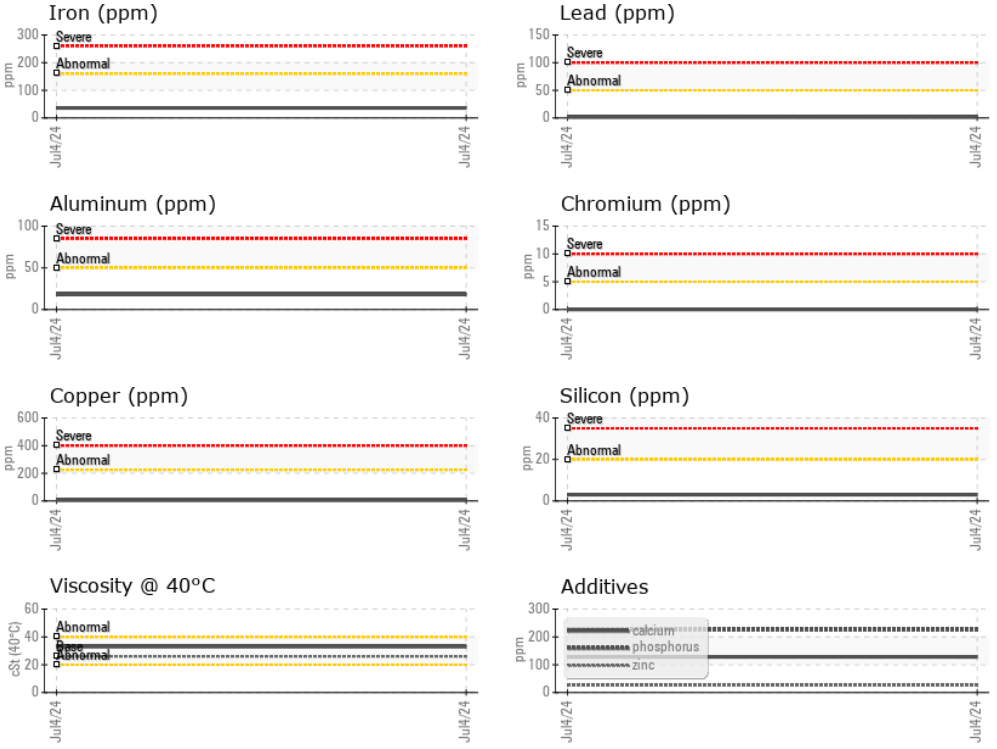 Iron (ppm)
ppm
300
200
100
0
Severe
Abnormal
Jul4/24
Jul4/24
Lead (ppm)
ppm
150
100
50
0
Severe
Abnormal
Jul4/24
Jul4/24
Aluminum (ppm)
ppm
100
50
0
Severe
Abnormal
Jul4/24
Jul4/24
Chromium (ppm)
ppm
15
10
5
0
Severe
Abnormal
Jul4/24
Jul4/24
Copper (ppm)
ppm
600
400
200
0
Severe
Abnormal
Jul4/24
Jul4/24
Silicon (ppm)
ppm
40
20
0
Severe
Abnormal
Jul4/24
Jul4/24
Viscosity @ 40°C
cSt (40°C)
60
40
20
0
Abnormal
Base
Abnormal
Jul4/24
Jul4/24
Additives
ppm
300
200
100
0
calcium
phosphorus
zinc
Jul4/24
Jul4/24